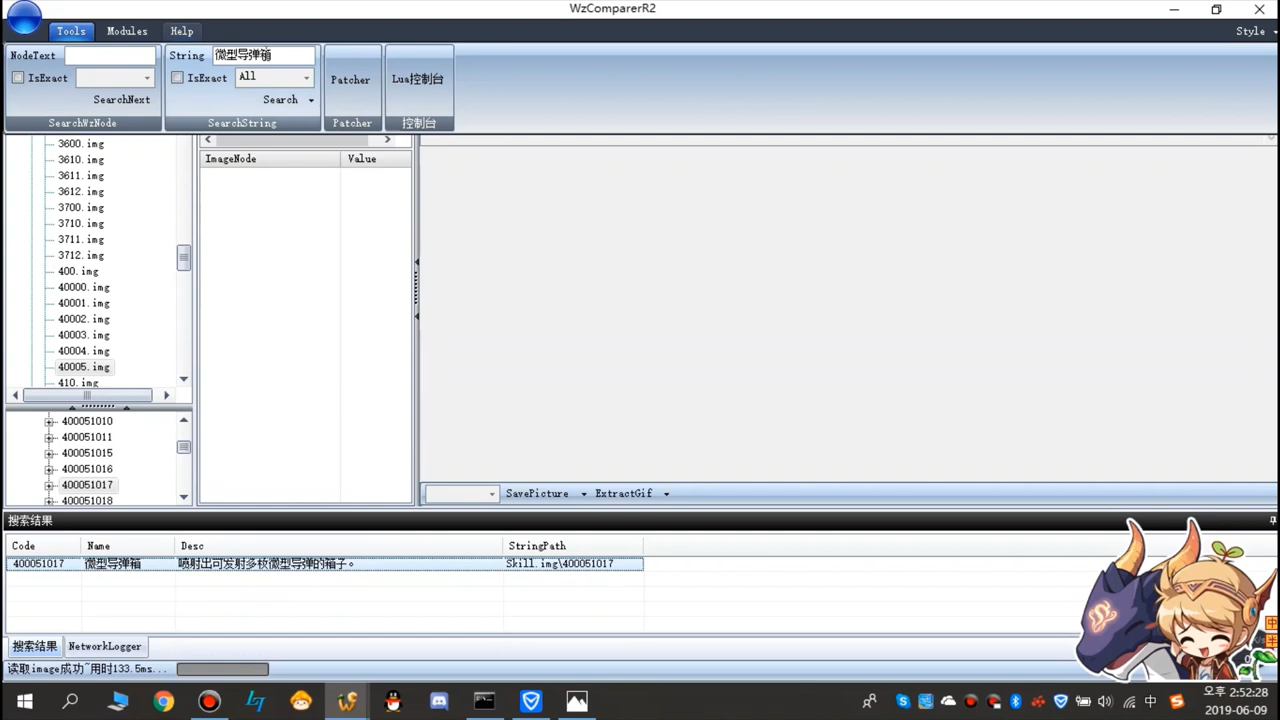 WzComparerR2
Tools Modules Help Style
NodeText
IsExact
SearchNext
SearchWzNode
String 微型导弹箱
IsExact All
Search
SearchString
Patcher
Patcher
Lua控制台
控制台
3600.img
3610.img
3611.img
3612.img
3700.img
3710.img
3711.img
3712.img
400.img
40000.img
40001.img
40002.img
40003.img
40004.img
40005.img
410.img
ImageNode Value
400051010
400051011
400051015
400051016
400051017
400051018
SavePicture ExtractGif
搜索结果
Code Name Desc StringPath
400051017 微型导弹箱 喷射出可发射多枚微型导弹的箱子。 Skill.img\400051017
搜索结果 NetworkLogger
读取image成功~用时133.5ms...
中
오후 2:52:28
2019-06-09